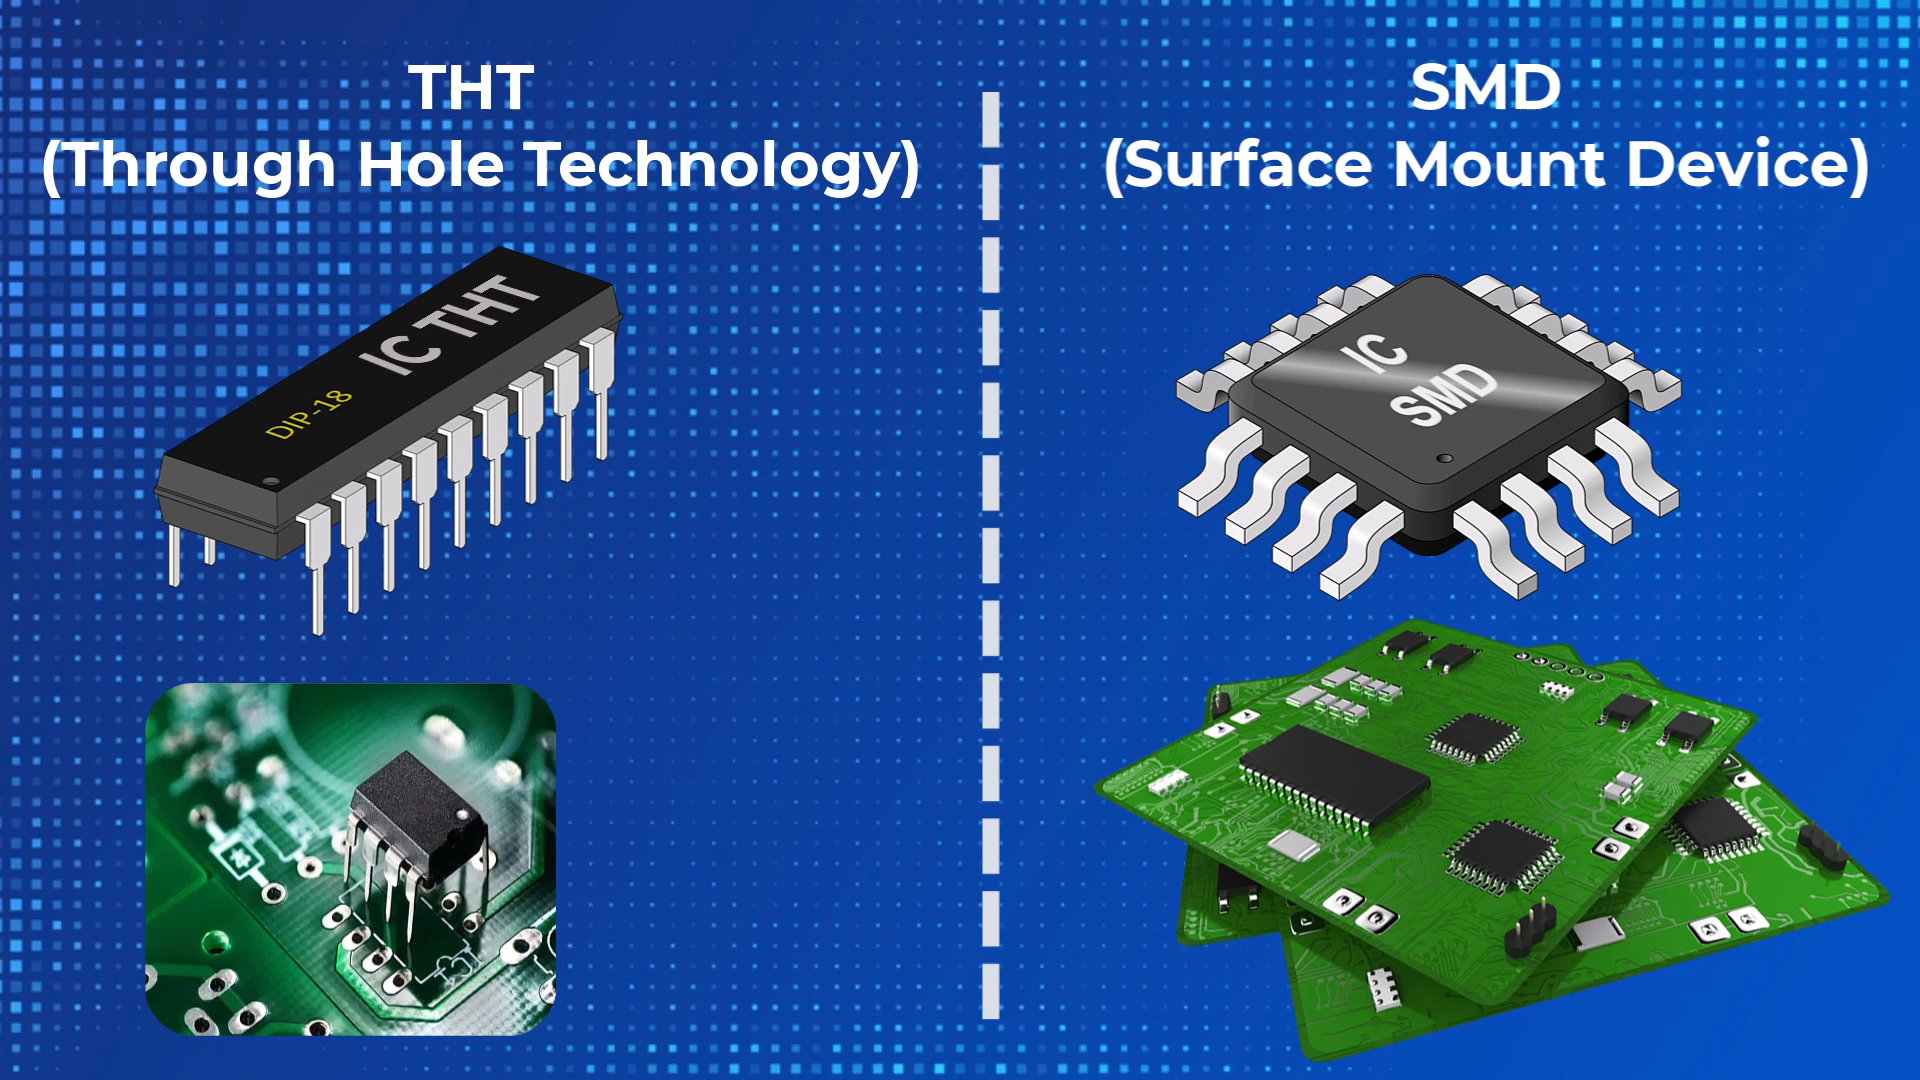 THT
(Through Hole Technology)
IC THT
DIP-18
SMD
(Surface Mount Device)
IC
SMD